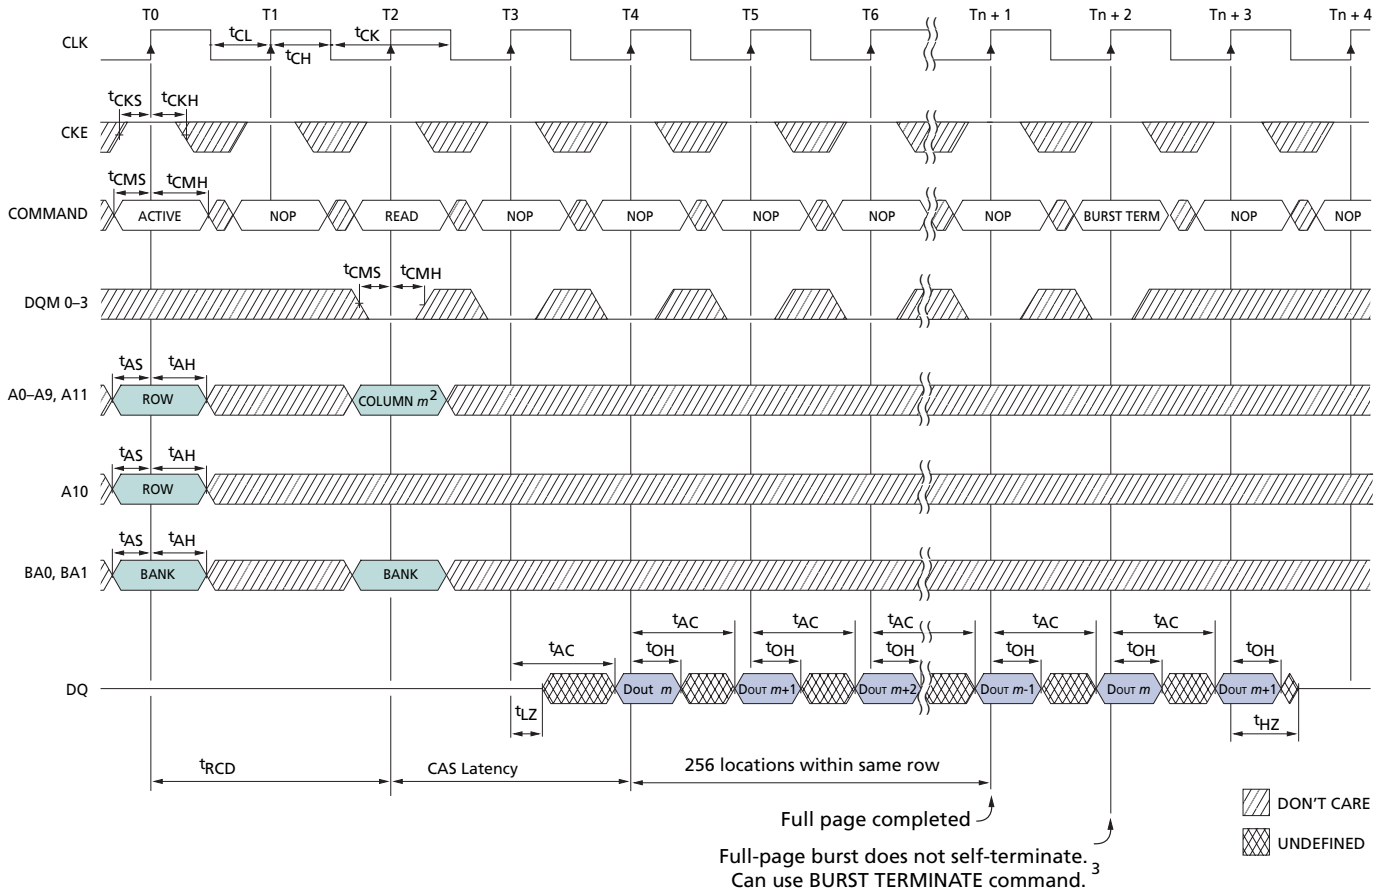 T0 T1 T2 T3 T4 T5 T6 Tn + 1 Tn + 2 Tn + 3 Tn + 4
CLK
tCL tCK
tCH
tCKS tCKH
CKE
tCMS tCMH
COMMAND ACTIVE NOP READ NOP NOP NOP NOP NOP BURST TERM NOP NOP
tCMS tCMH
DQM 0–3
tAS tAH
A0–A9, A11 ROW COLUMN m2
tAS tAH
A10 ROW
tAS tAH
BA0, BA1 BANK BANK
tAC tAC tAC tAC tAC
tAC tOH tOH tOH tOH tOH tOH
DQ Dout m DOUT m+1 DOUT m+2 DOUT m-1 DOUT m DOUT m+1
tLZ tHZ
tRCD CAS Latency 256 locations within same row
DON'T CARE
Full page completed
UNDEFINED
Full-page burst does not self-terminate. 3
Can use BURST TERMINATE command.